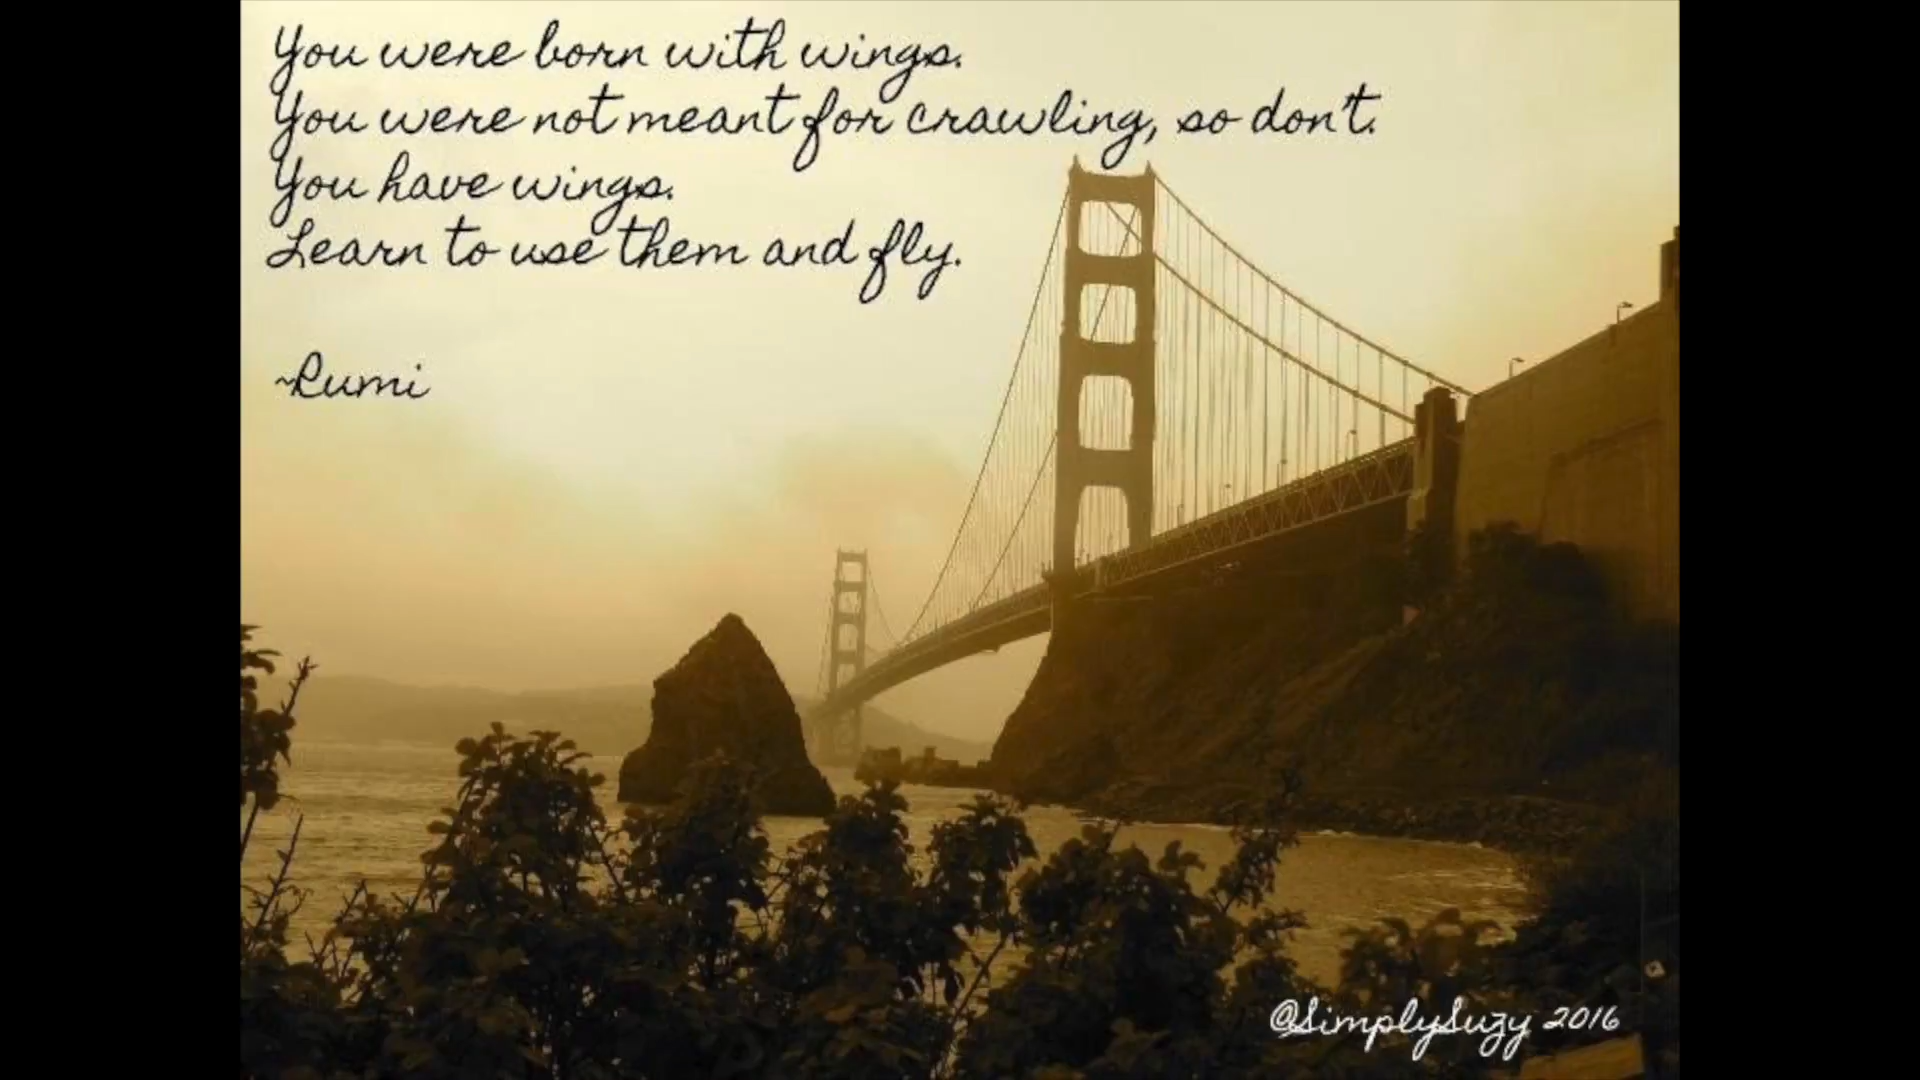 You were born with wings.
You were not meant for crawling, so don't.
You have wings.
Learn to use them and fly.
~Rumi
@SimplySuzy 2016